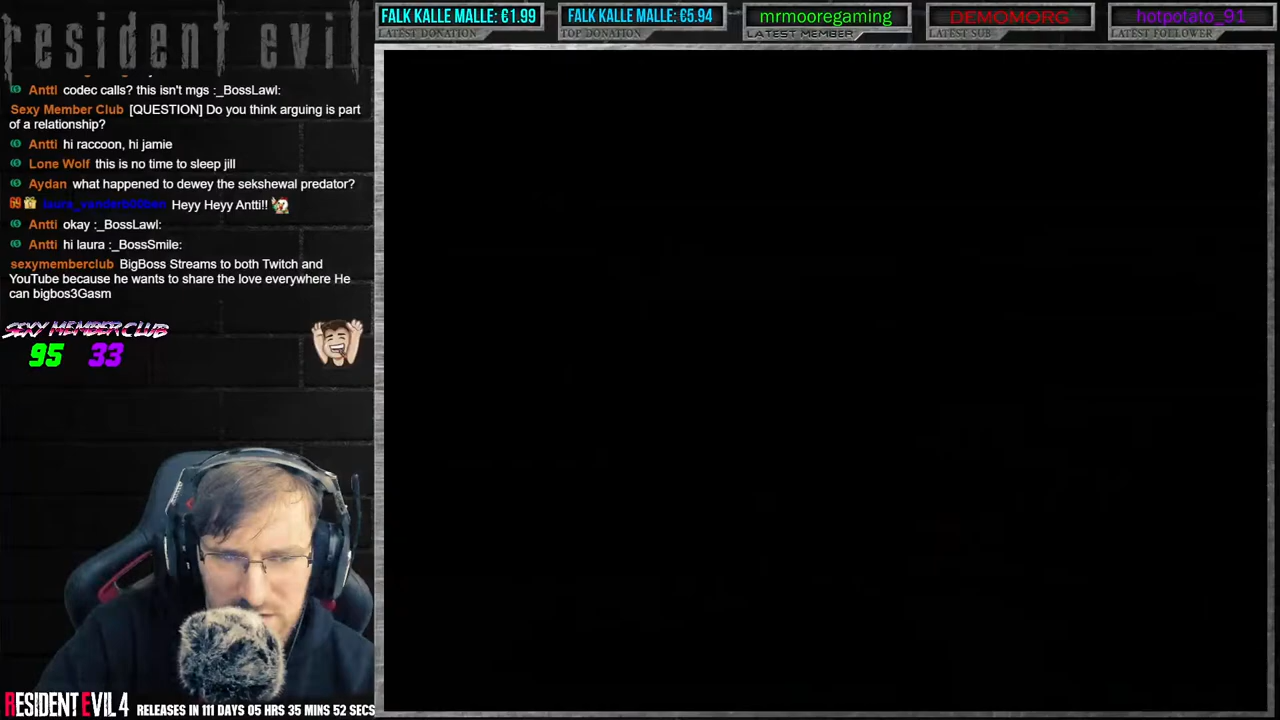 FALK KALLE MALLE: €1.99
LATEST DONATION
FALK KALLE MALLE: €5.94
TOP DONATION
mrmooregaming
LATEST MEMBER
DEMOMORG
LATEST SUB
hotpotato_91
LATEST FOLLOWER
resident evil
Antti codec calls? this isn't mgs :_BossLawl:
Sexy Member Club [QUESTION] Do you think arguing is part
of a relationship?
Antti hi raccoon, hi jamie
Lone Wolf this is no time to sleep jill
Aydan what happened to dewey the sekshewal predator?
69 Heyy Heyy Antti!!
Antti okay :_BossLawl:
Antti hi laura :_BossSmile:
sexymemberclub BigBoss Streams to both Twitch and
YouTube because he wants to share the love everywhere He
can bigbos3Gasm
SEXY MEMBER CLUB
95 33
RESIDENT EVIL 4 RELEASES IN 111 DAYS 05 HRS 35 MINS 52 SECS